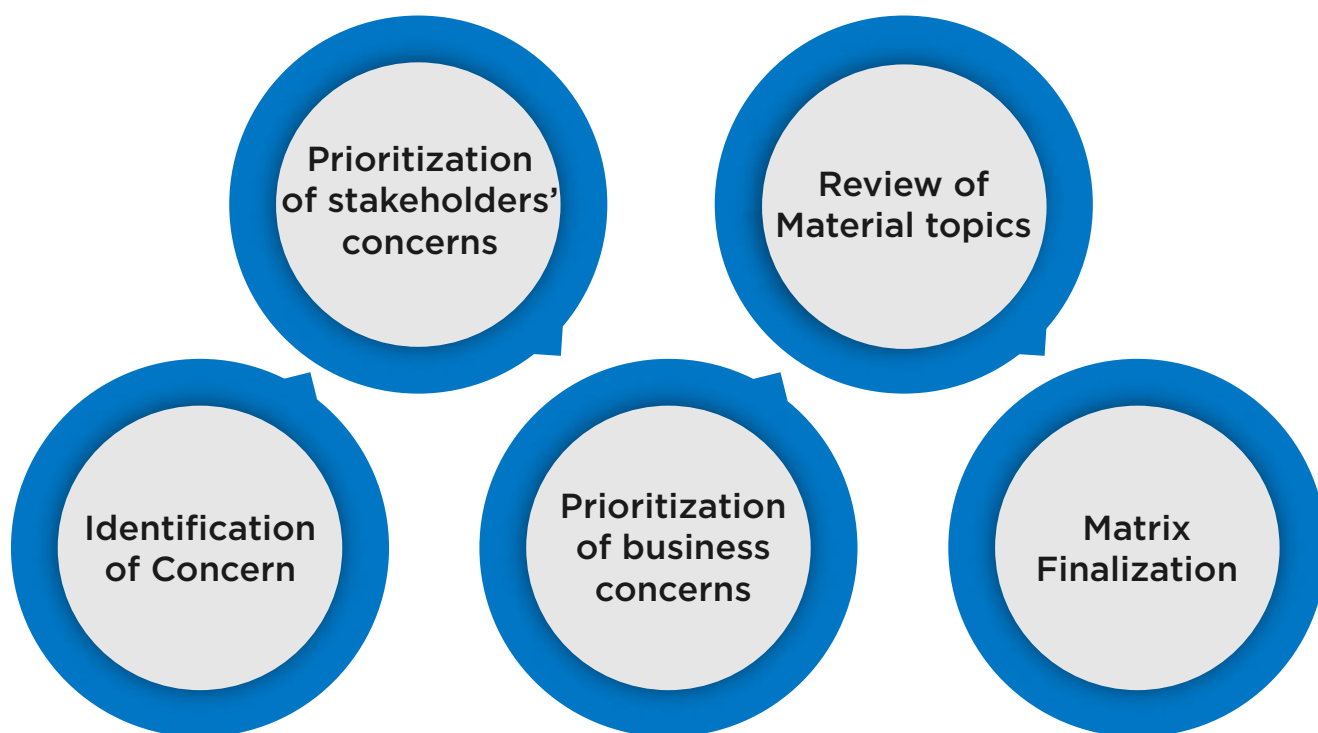 Prioritization
of stakeholders’
concerns
Review of
Material topics
Identification
of Concern
Prioritization
of business
concerns
Matrix
Finalization